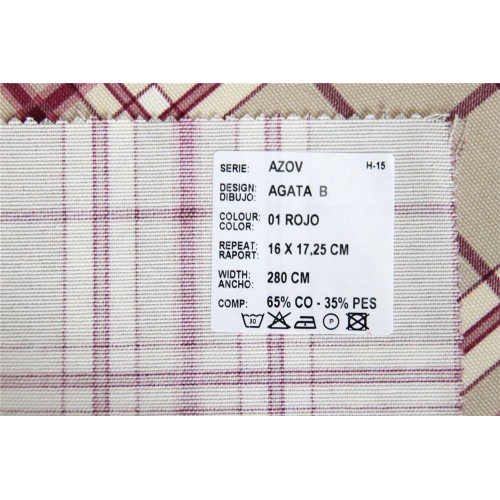 SERIE: AZOV H-15
DESIGN: DIBUJO: AGATA B
COLOUR: COLOR: 01 ROJO
REPEAT: RAPORT: 16 X 17,25 CM
WIDTH: ANCHO: 280 CM
COMP: 65% CO - 35% PES
30 P